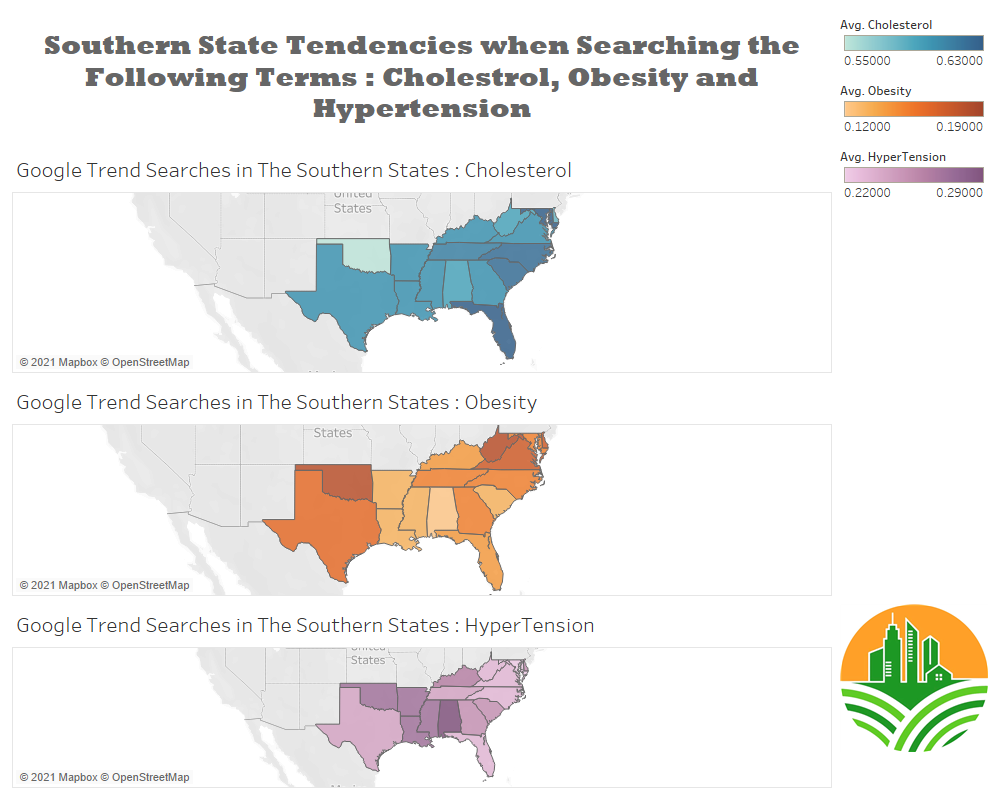 Southern State Tendencies when Searching the
Following Terms : Cholestrol, Obesity and
Hypertension
Avg. Cholesterol
0.55000 0.63000
Avg. Obesity
0.12000 0.19000
Avg. HyperTension
0.22000 0.29000
Google Trend Searches in The Southern States : Cholesterol
United
States
© 2021 Mapbox © OpenStreetMap
Google Trend Searches in The Southern States : Obesity
States
© 2021 Mapbox © OpenStreetMap
Google Trend Searches in The Southern States : HyperTension
United
States
© 2021 Mapbox © OpenStreetMap